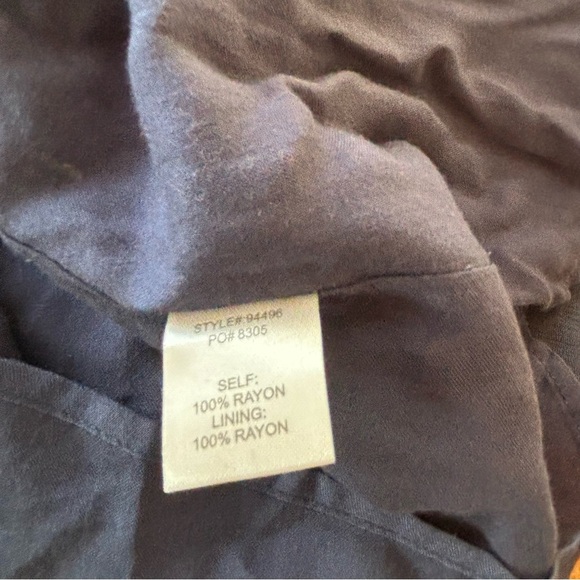 STYLE# 94496
PO# 8305
SELF:
100% RAYON
LINING:
100% RAYON